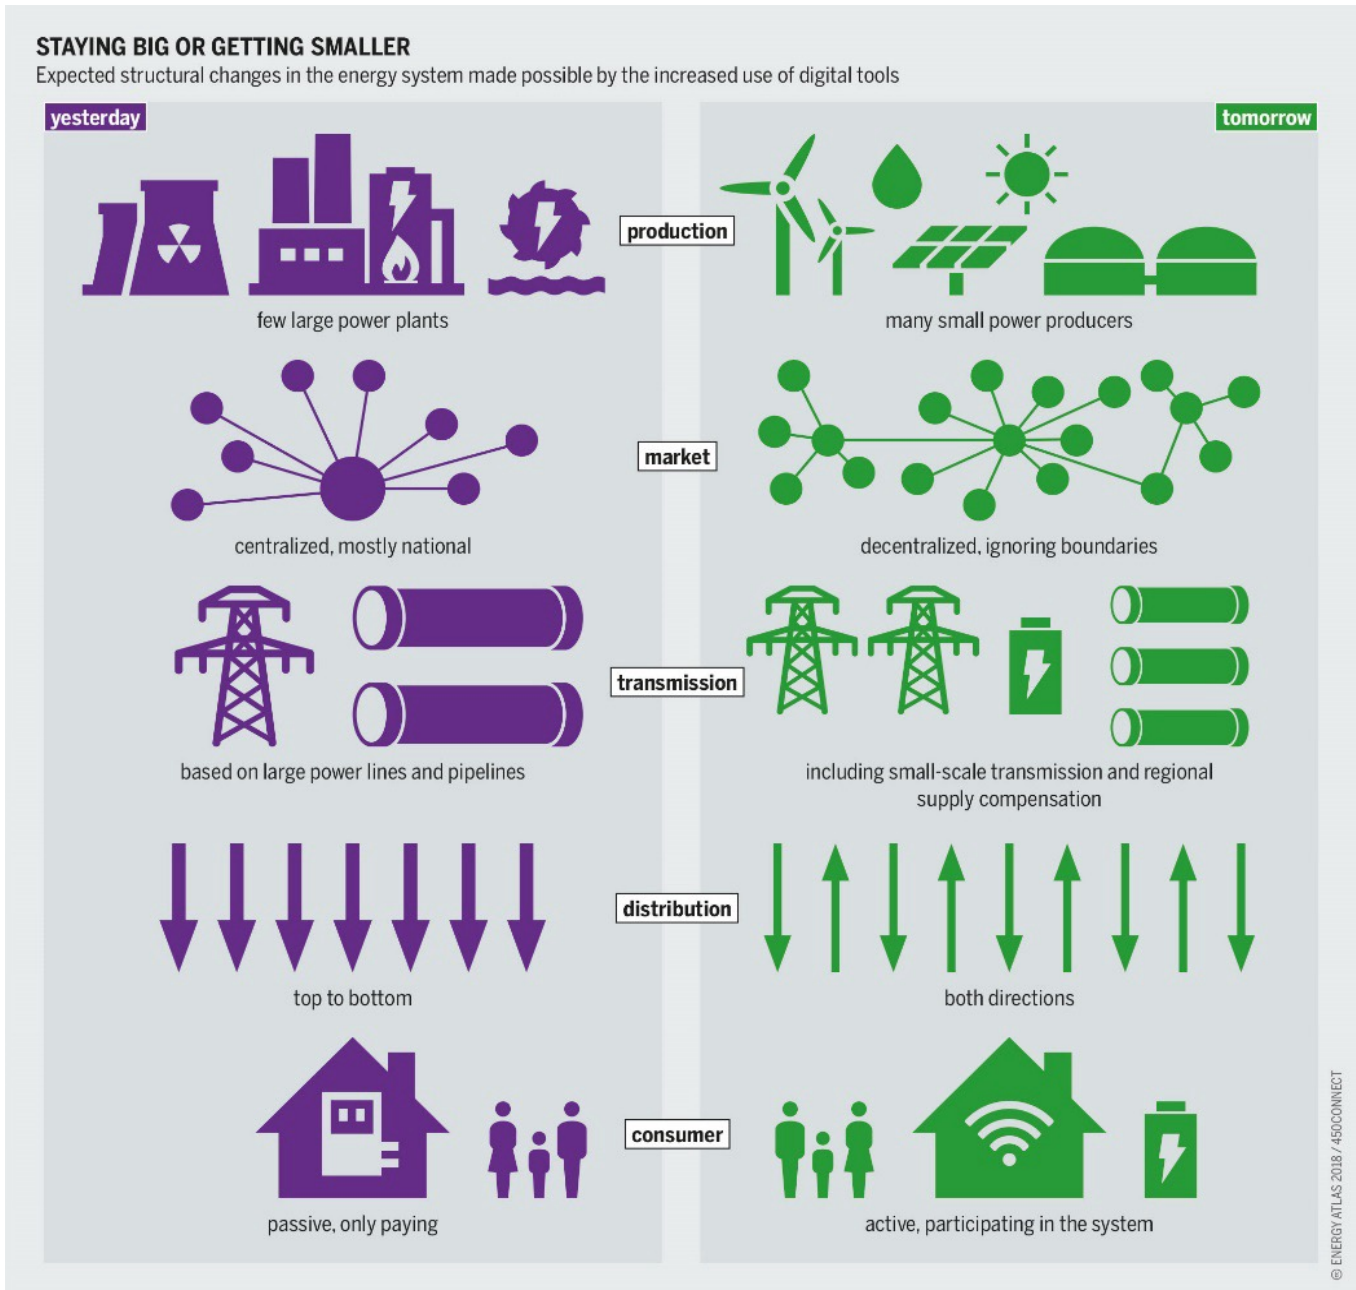 STAYING BIG OR GETTING SMALLER
Expected structural changes in the energy system made possible by the increased use of digital tools
yesterday
tomorrow
production
few large power plants
many small power producers
market
centralized, mostly national
decentralized, ignoring boundaries
transmission
based on large power lines and pipelines
including small-scale transmission and regional
supply compensation
distribution
top to bottom
both directions
consumer
passive, only paying
active, participating in the system
© ENERGY ATLAS 2018 / 450CONNECT